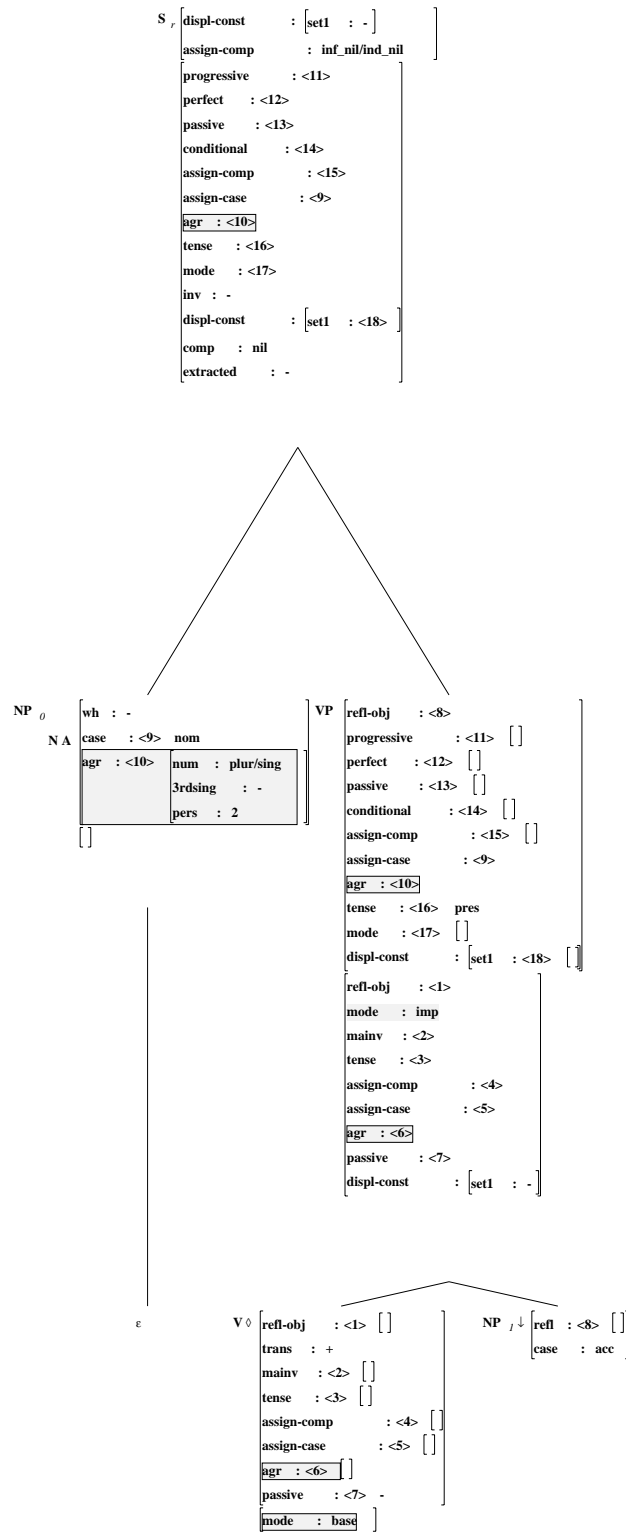 S r displ-const : [set1 : -]
assign-comp : inf_nil/ind_nil
progressive : <11>
perfect : <12>
passive : <13>
conditional : <14>
assign-comp : <15>
assign-case : <9>
agr : <10>
tense : <16>
mode : <17>
inv : -
displ-const : [set1 : <18> ]
comp : nil
extracted : -
NP 0
N A
wh : -
case : <9> nom
agr : <10> num : plur/sing
3rdsing : -
pers : 2
[ ]
VP refl-obj : <8>
progressive : <11> [ ]
perfect : <12> [ ]
passive : <13> [ ]
conditional : <14> [ ]
assign-comp : <15> [ ]
assign-case : <9>
agr : <10>
tense : <16> pres
mode : <17> [ ]
displ-const : [set1 : <18> [ ]]
refl-obj : <1>
mode : imp
mainv : <2>
tense : <3>
assign-comp : <4>
assign-case : <5>
agr : <6>
passive : <7>
displ-const : [set1 : -]
ε
V ◊ refl-obj : <1> [ ]
trans : +
mainv : <2> [ ]
tense : <3> [ ]
assign-comp : <4> [ ]
assign-case : <5> [ ]
agr : <6> [ ]
passive : <7> -
mode : base
NP 1 ↓ refl : <8> [ ]
case : acc